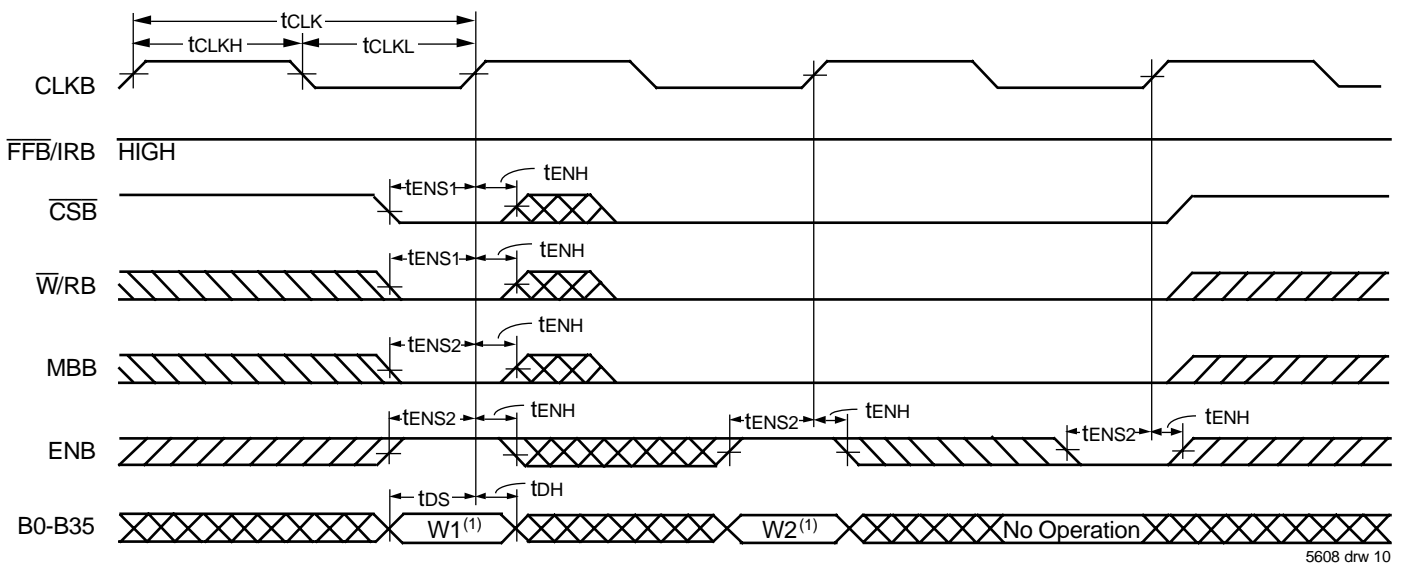 tCLK
tCLKH
tCLKL
CLKB
FFB/IRB
HIGH
tENS1
tENH
CSB
tENS1
tENH
W/RB
tENS2
tENH
MBB
tENS2
tENH
tENS2
tENH
tENS2
tENH
ENB
tDS
tDH
B0-B35
W1(1)
W2(1)
No Operation
5608 drw 10